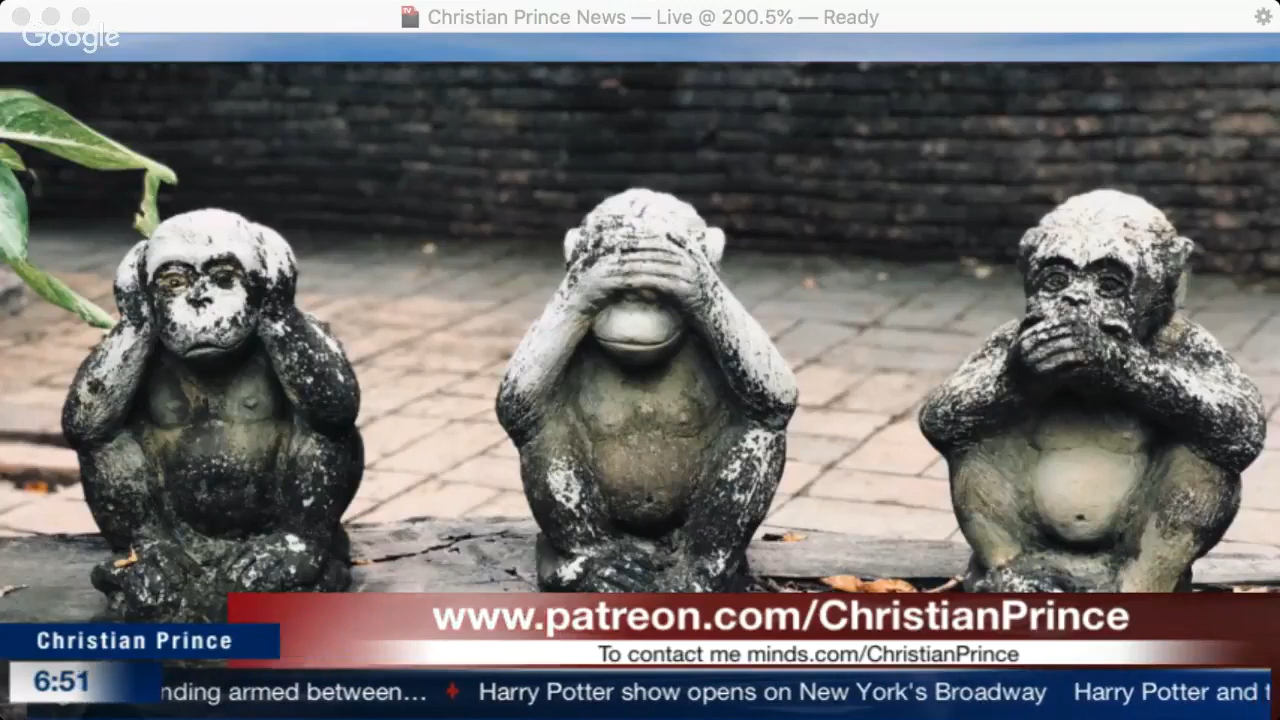 Christian Prince News — Live @ 200.5% — Ready
Google
www.patreon.com/ChristianPrince
Christian Prince
To contact me minds.com/ChristianPrince
6:51
nding armed between... Harry Potter show opens on New York's Broadway Harry Potter and